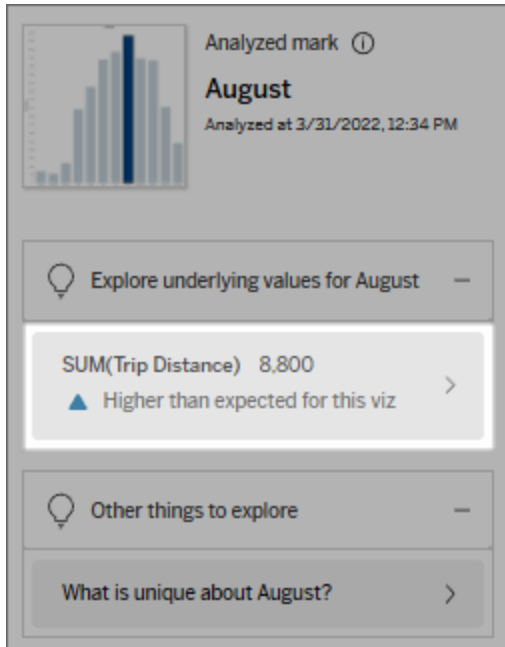 Analyzed mark
August
Analyzed at 3/31/2022, 12:34 PM
Explore underlying values for August
SUM(Trip Distance) 8,800
Higher than expected for this viz
Other things to explore
What is unique about August?